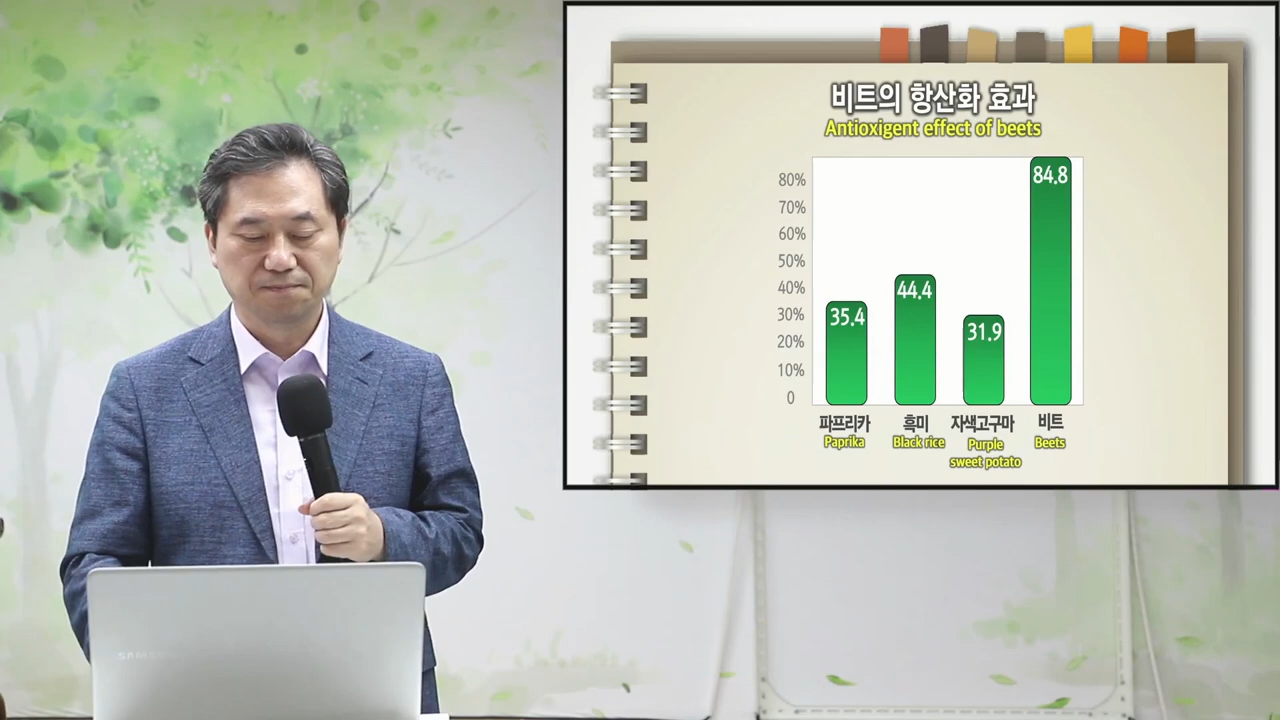 비트의 항산화 효과
Antioxigent effect of beets
80%
70%
60%
50%
40%
30%
20%
10%
0
35.4
44.4
31.9
84.8
파프리카
Paprika
흑미
Black rice
자색고구마
Purple
sweet potato
비트
Beets